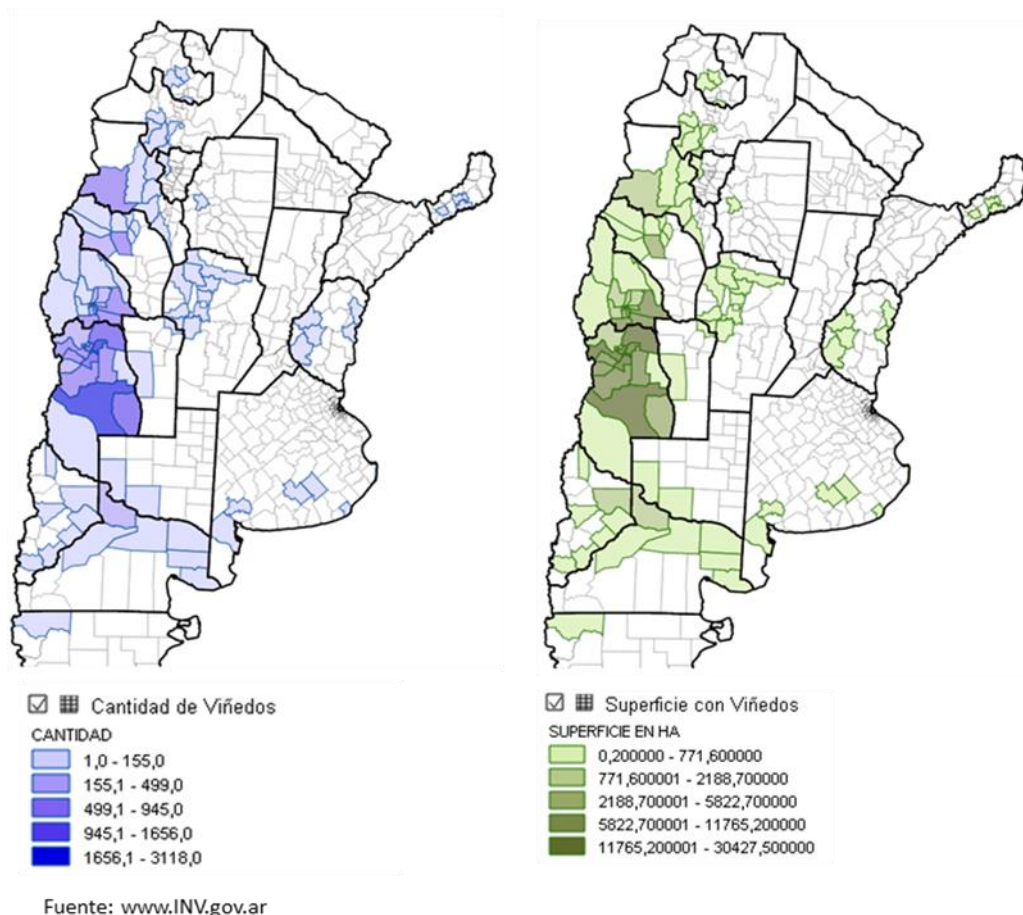 Cantidad de Viñedos
CANTIDAD
1,0 - 155,0
155,1 - 499,0
499,1 - 945,0
945,1 - 1656,0
1656,1 - 3118,0
Superficie con Viñedos
SUPERFICIE EN HA
0,200000 - 771,600000
771,600001 - 2188,700000
2188,700001 - 5822,700000
5822,700001 - 11765,200000
11765,200001 - 30427,500000
Fuente: www.INV.gov.ar